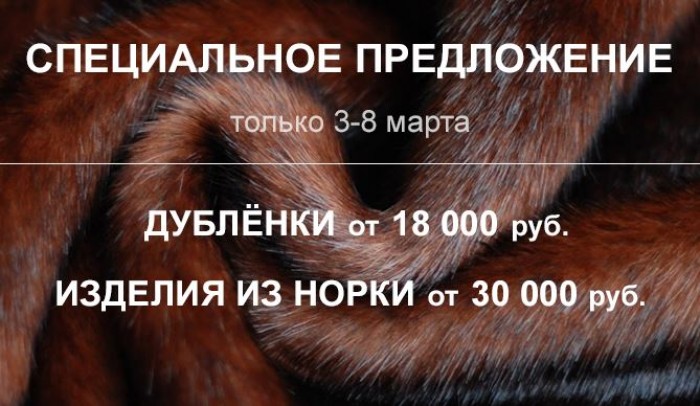 СПЕЦИАЛЬНОЕ ПРЕДЛОЖЕНИЕ
только 3-8 марта
ДУБЛЁНКИ от 18 000 руб.
ИЗДЕЛИЯ ИЗ НОРКИ от 30 000 руб.